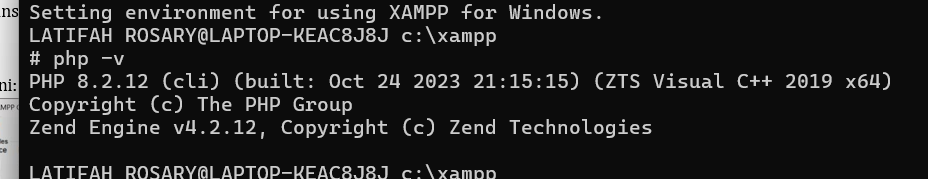 ns
Setting environment for using XAMPP for Windows.
LATIFAH ROSARY@LAPTOP-KEAC8J8J c:\xampp
# php -v
PHP 8.2.12 (cli) (built: Oct 24 2023 21:15:15) (ZTS Visual C++ 2019 x64)
ni:
Copyright (c) The PHP Group
AMPP
Zend Engine v4.2.12, Copyright (c) Zend Technologies
LATIFAH ROSARY@LAPTOP-KEAC8J8J c:\xampp